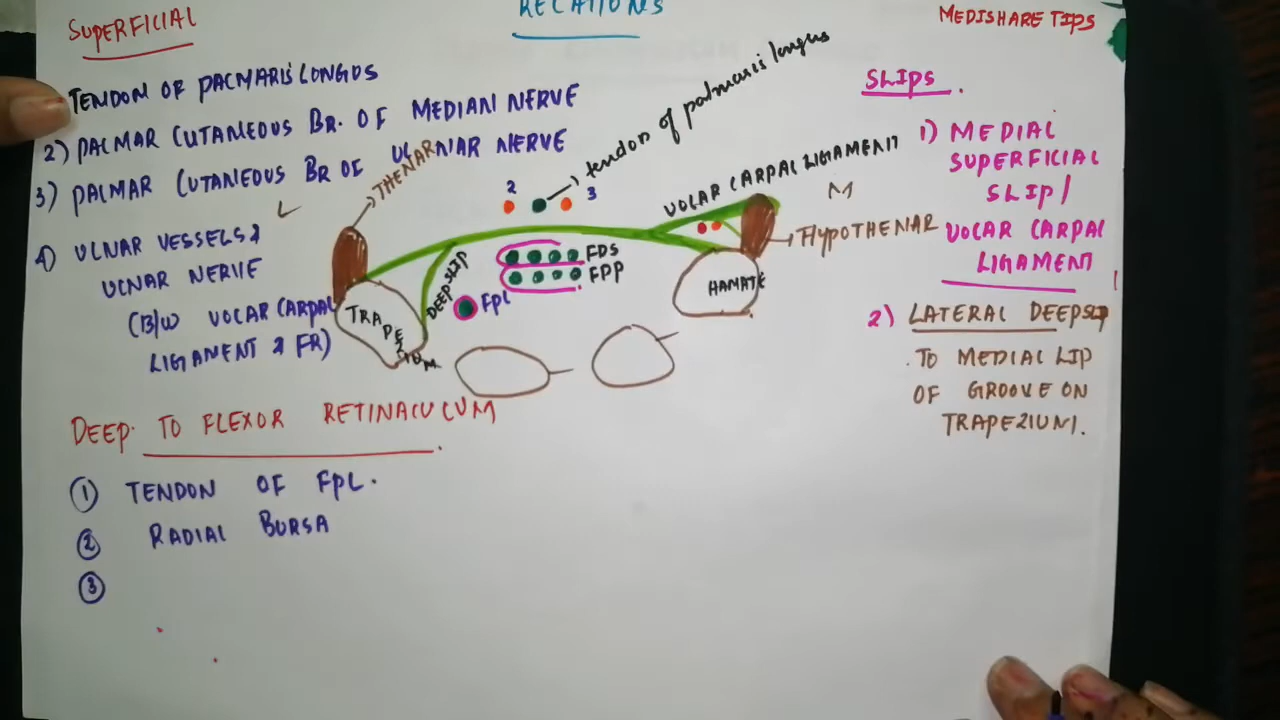 SUPERFICIAL
RELATIONS
MEDISHARE TIPS
TENDON OF PALMARIS LONGUS
2) PALMAR CUTANEOUS BR. OF MEDIAN NERVE
3) PALMAR CUTANEOUS BR OF ULNAR NERVE
4) ULNAR VESSELS &
ULNAR NERVE
(B/W VOLAR CARPAL
LIGAMENT & FR)
L
THENAR
2
3
tendon of palmaris longus
VOLAR CARPAL LIGAMENT
M
HYPOTHENAR
FDS
FPP
DEEP SLIP
FPL
TRAPEZIUM
HAMATE
SLIPS.
1) MEDIAL
SUPERFICIAL
SLIP/
VOLAR CARPAL
LIGAMENT
2) LATERAL DEEP SLIP
TO MEDIAL LIP
OF GROOVE ON
TRAPEZIUM.
DEEP TO FLEXOR RETINACULUM
1 TENDON OF FPL.
2 RADIAL BURSA
3